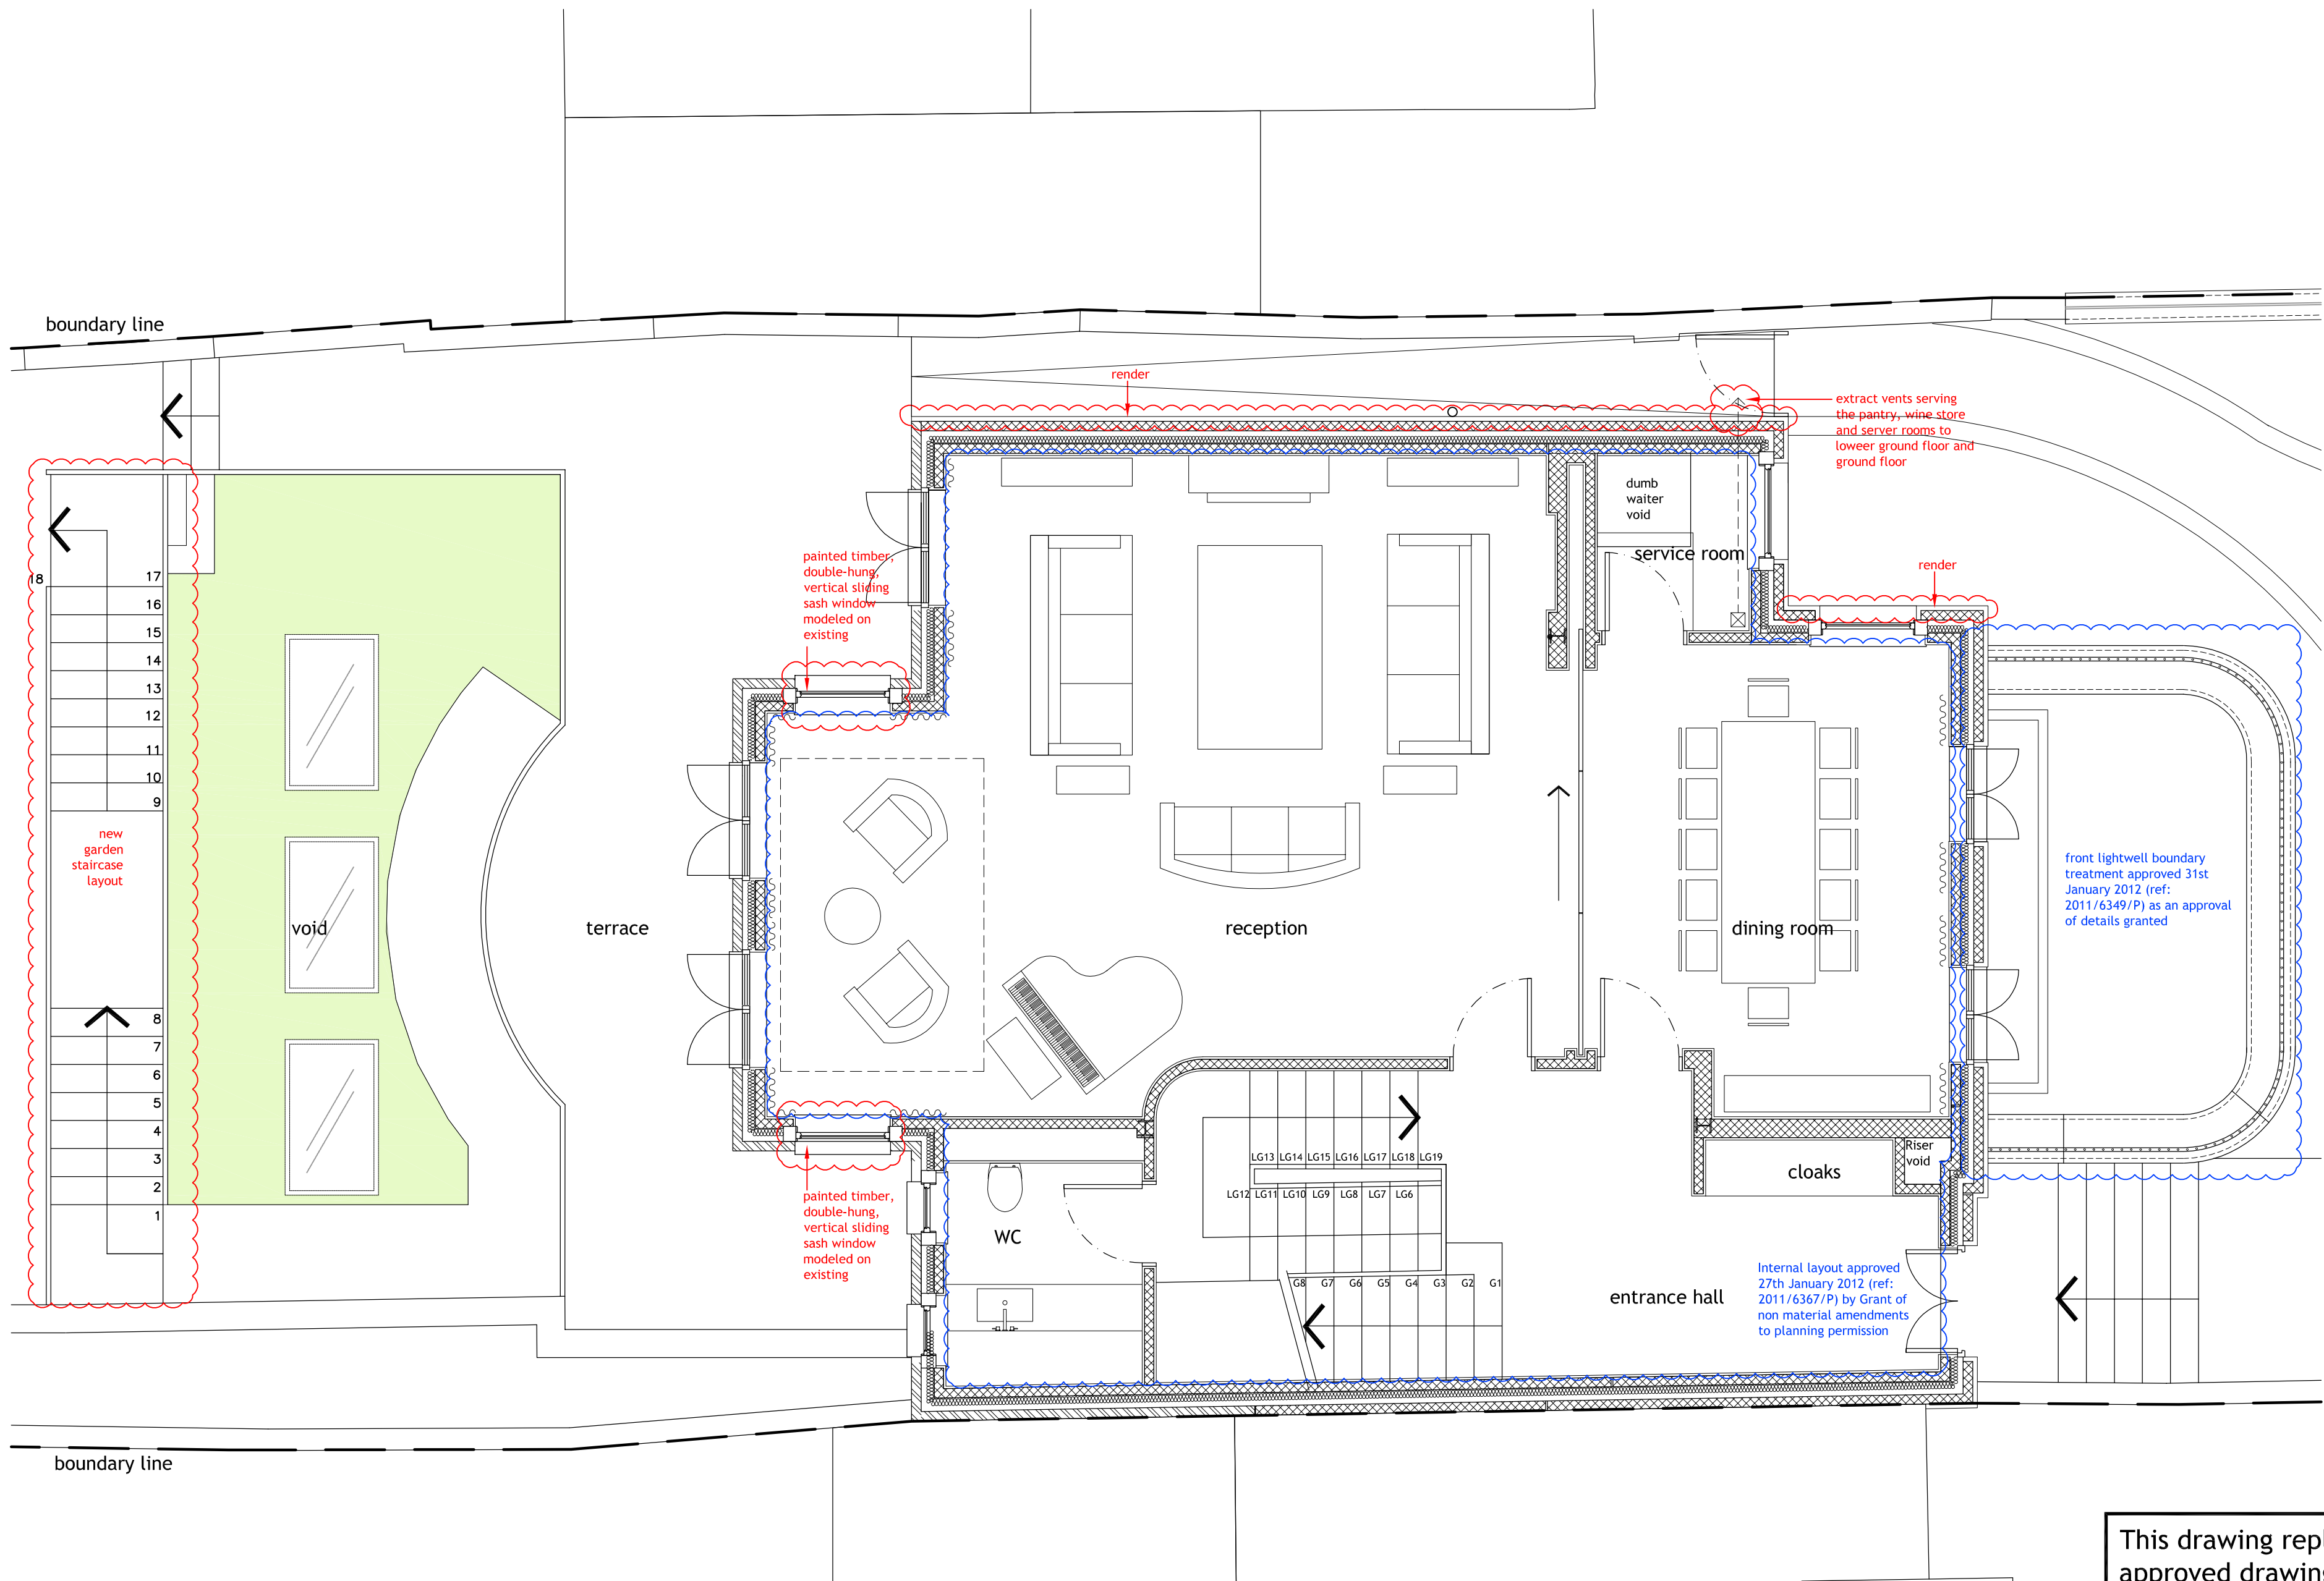 boundary line
render
extract vents serving
the pantry, wine store
and server rooms to
loweer ground floor and
ground floor
dumb
waiter
void
service room
painted timber,
double-hung,
vertical sliding
sash window
modeled on
existing
render
18
17
16
15
14
13
12
11
10
9
new
garden
staircase
layout
8
7
6
5
4
3
2
1
void
terrace
reception
dining room
front lightwell boundary
treatment approved 31st
January 2012 (ref:
2011/6349/P) as an approval
of details granted
LG13 LG14 LG15 LG16 LG17 LG18 LG19
LG12 LG11 LG10 LG9 LG8 LG7 LG6
G8 G7 G6 G5 G4 G3 G2 G1
Riser
void
cloaks
WC
painted timber,
double-hung,
vertical sliding
sash window
modeled on
existing
entrance hall
Internal layout approved
27th January 2012 (ref:
2011/6367/P) by Grant of
non material amendments
to planning permission
boundary line
This drawing rep
approved drawin